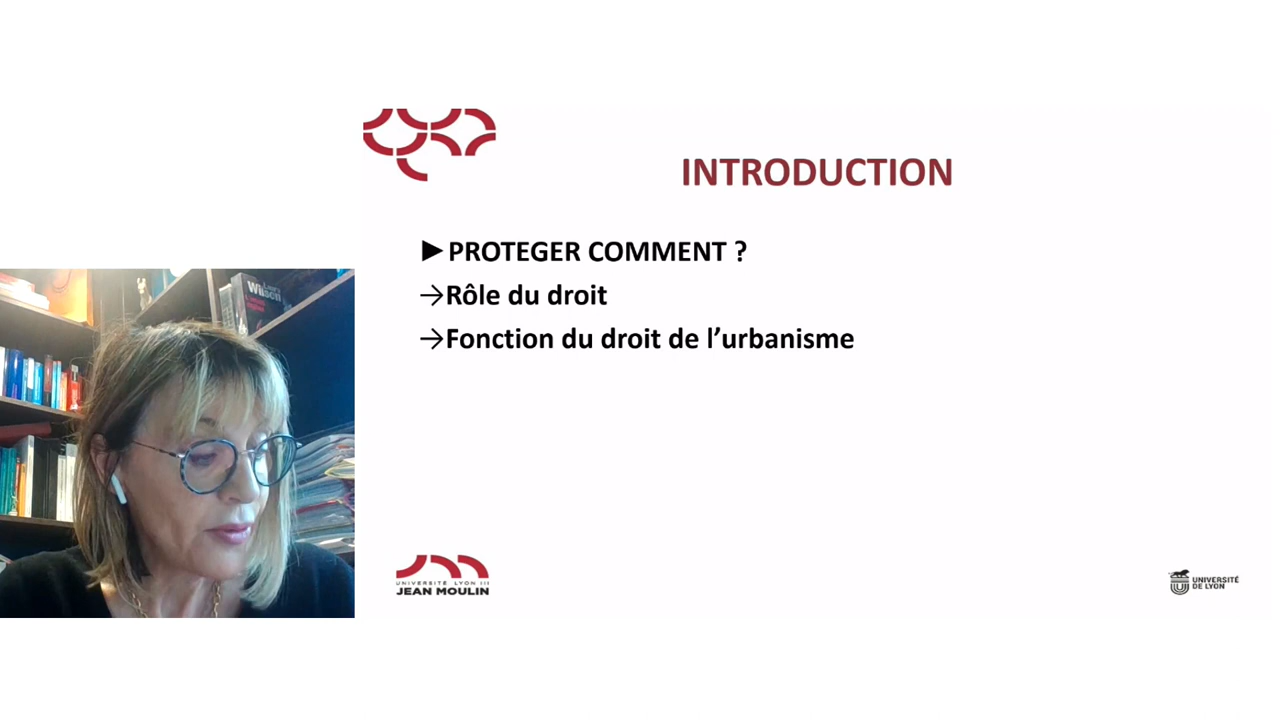 INTRODUCTION
►PROTEGER COMMENT ?
→Rôle du droit
→Fonction du droit de l’urbanisme
Wilson
UNIVERSITÉ LYON III
JEAN MOULIN
UNIVERSITÉ
DE LYON